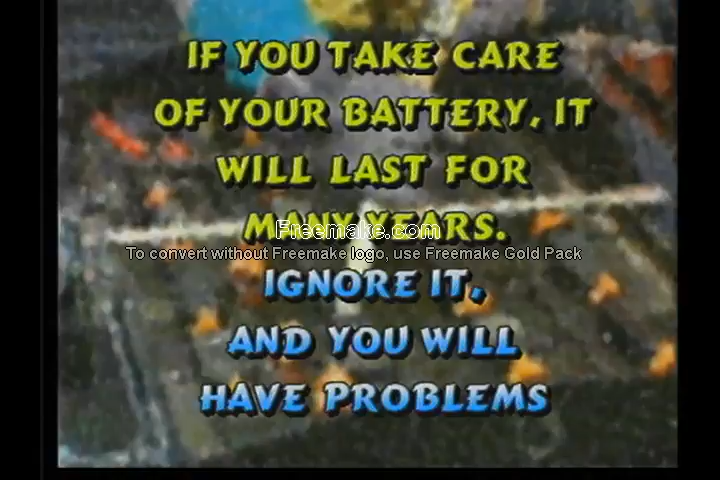 IF YOU TAKE CARE
OF YOUR BATTERY, IT
WILL LAST FOR
MANY YEARS.
Freemake.com
To convert without Freemake logo, use Freemake Gold Pack
IGNORE IT,
AND YOU WILL
HAVE PROBLEMS